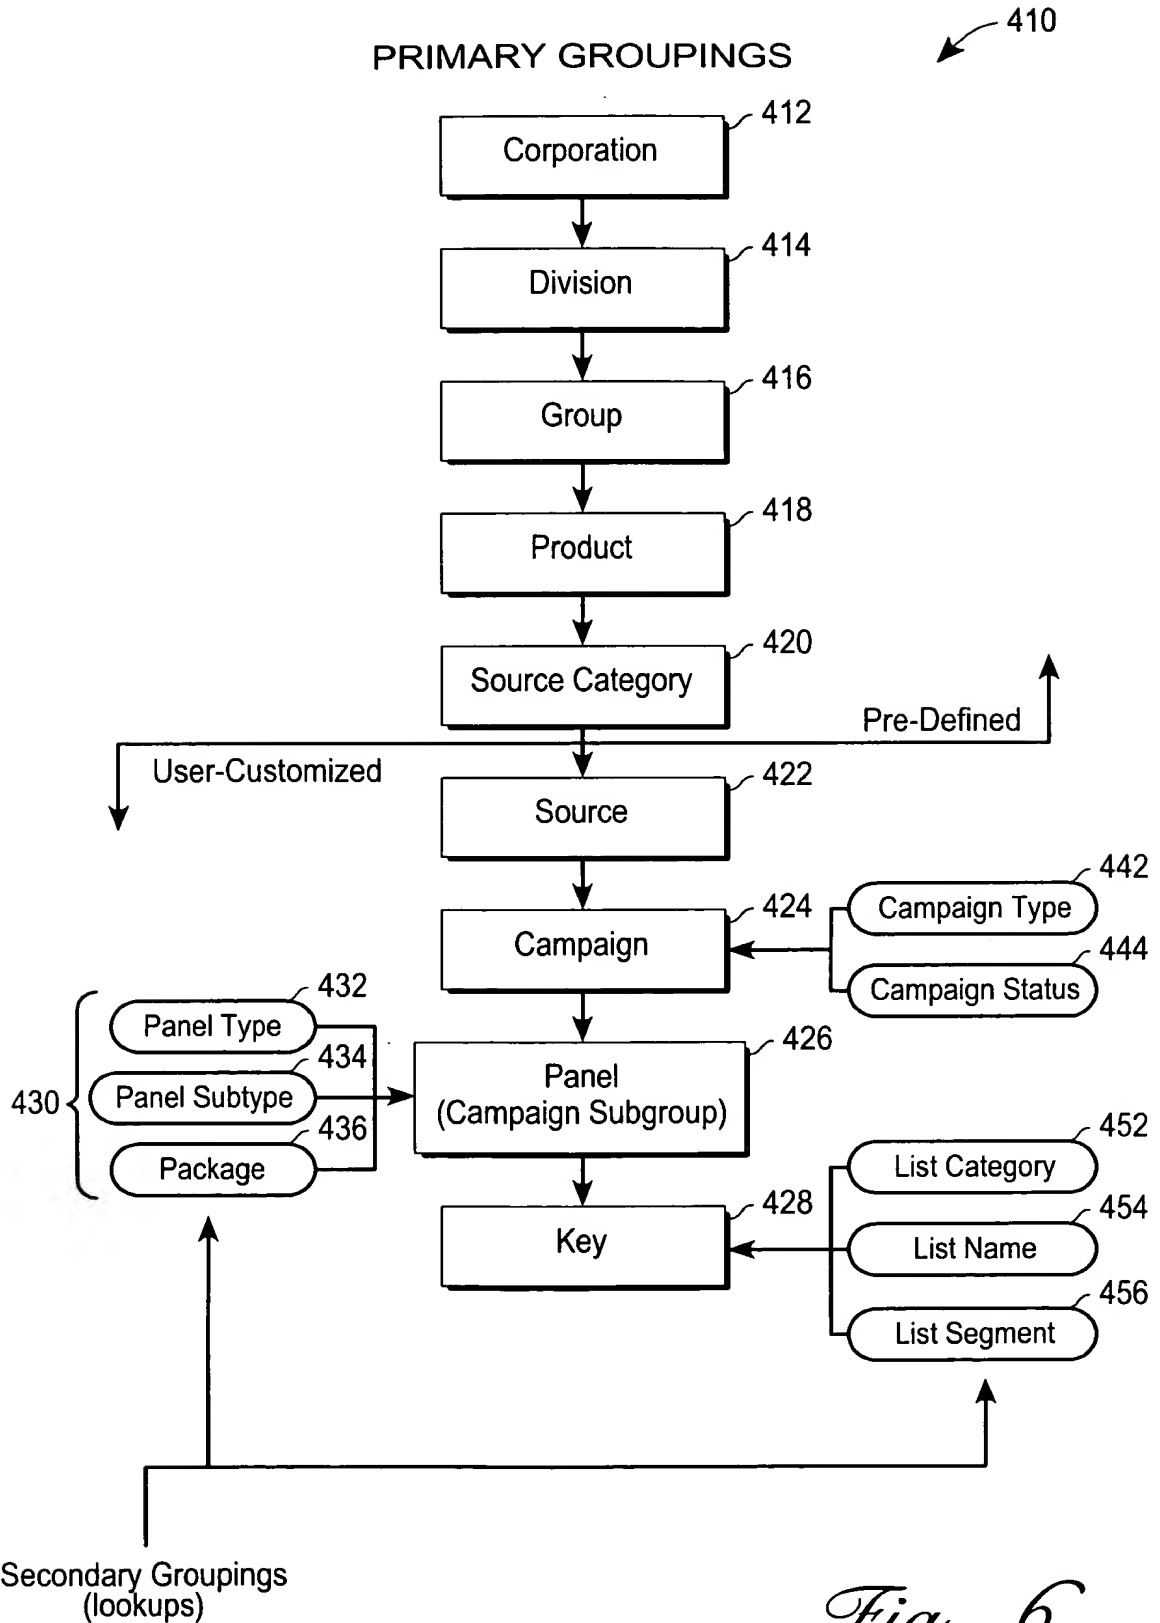 410
PRIMARY GROUPINGS
412
Corporation
414
Division
416
Group
418
Product
420
Source Category
Pre-Defined
User-Customized
422
Source
442
Campaign Type
424
Campaign
444
Campaign Status
432
Panel Type
426
Panel
(Campaign Subgroup)
434
Panel Subtype
430
436
Package
452
List Category
428
Key
454
List Name
456
List Segment
Secondary Groupings
(lookups)
Fig. 6